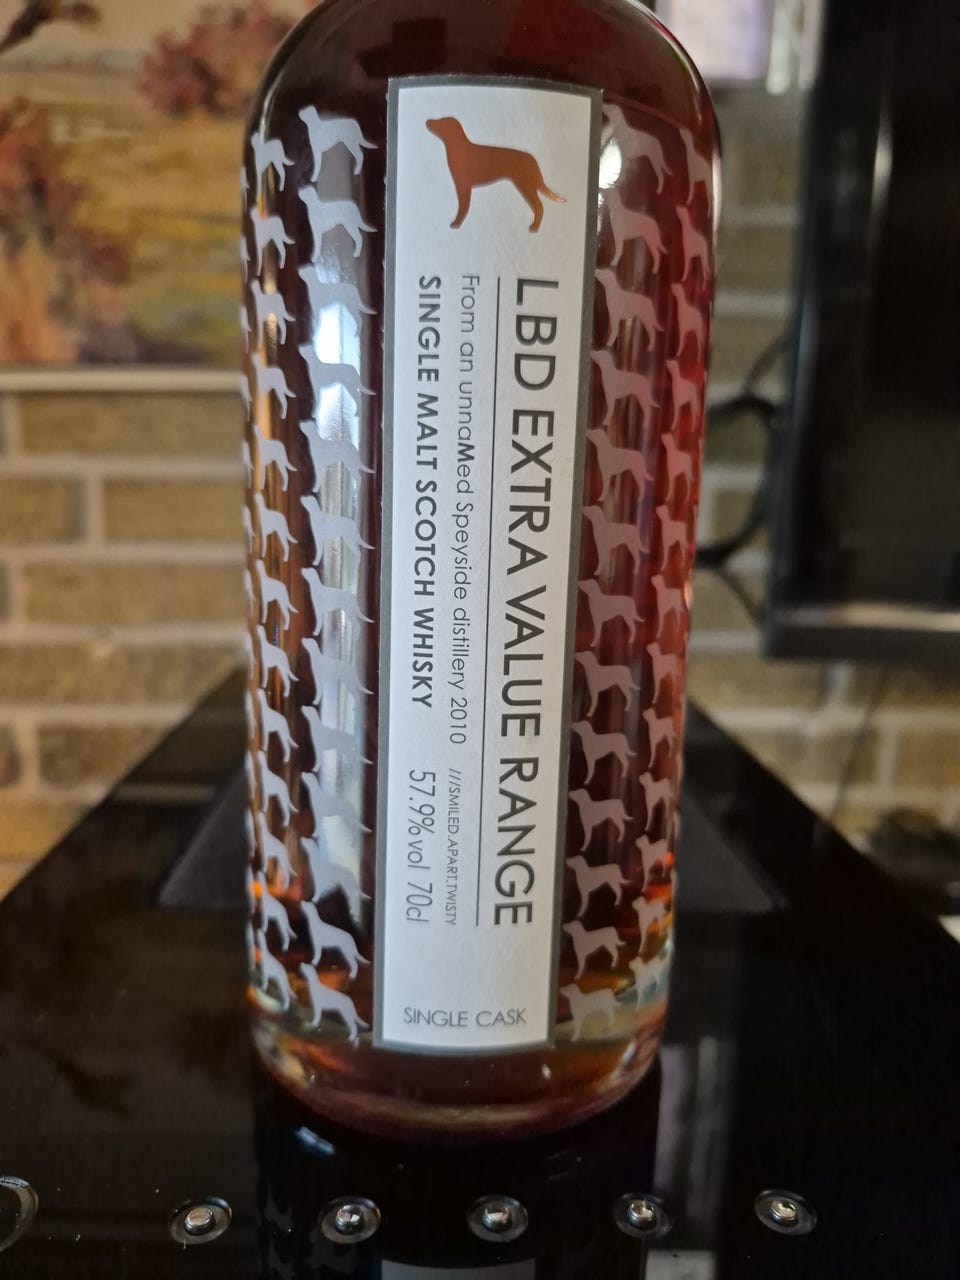 LBD EXTRA VALUE RANGE
From an unnaMed Speyside distillery 2010
///SMILED.APART.TWISTY
SINGLE MALT SCOTCH WHISKY
57.9%vol 70cl
SINGLE CASK